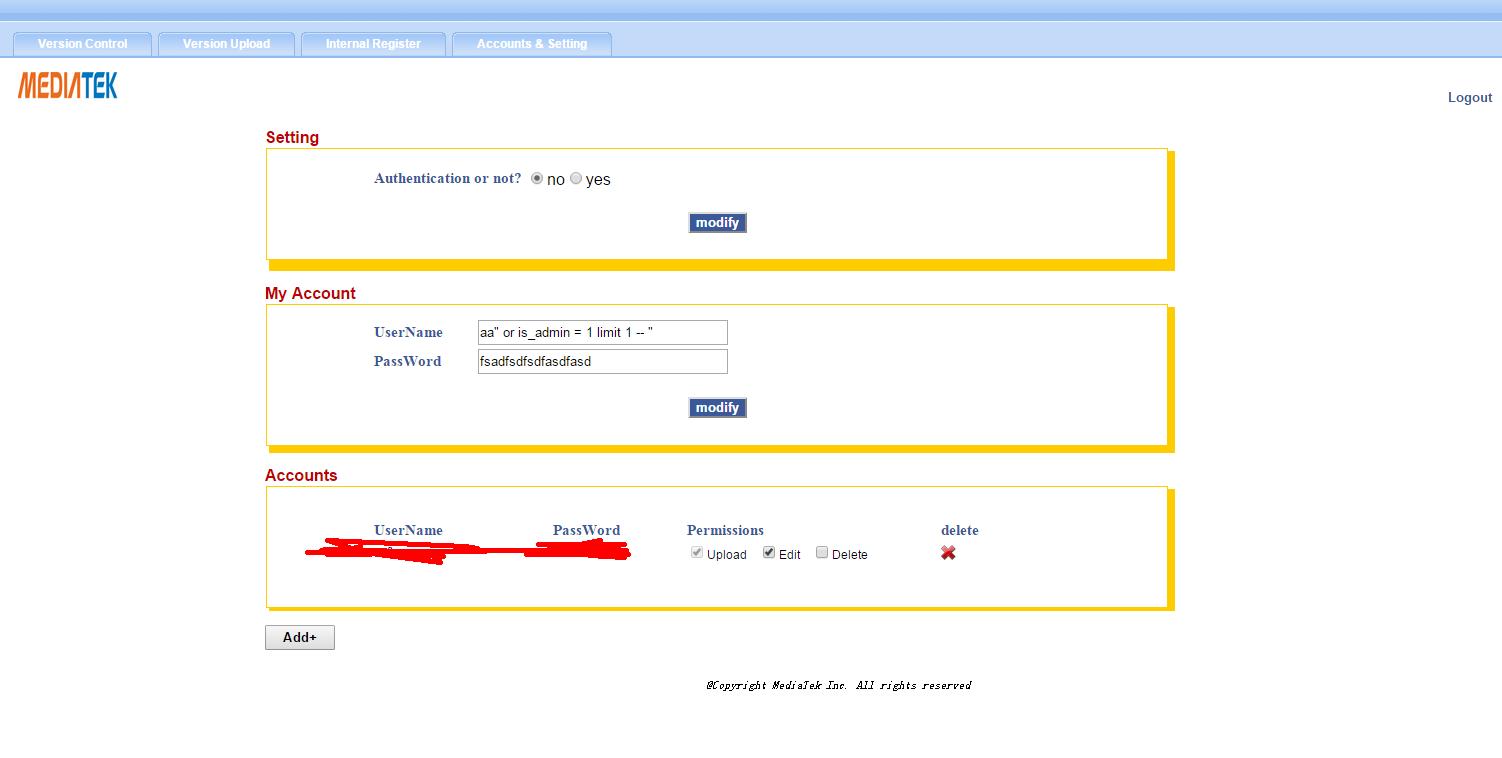 Version Control Version Upload Internal Register Accounts & Setting
MEDIATEK
Logout
Setting
Authentication or not? no yes
modify
My Account
UserName aa" or is_admin = 1 limit 1 -- "
PassWord fsadfsdfsdfasdfasd
modify
Accounts
UserName PassWord Permissions delete
Upload Edit Delete
Add+
@Copyright MediaTek Inc. All rights reserved